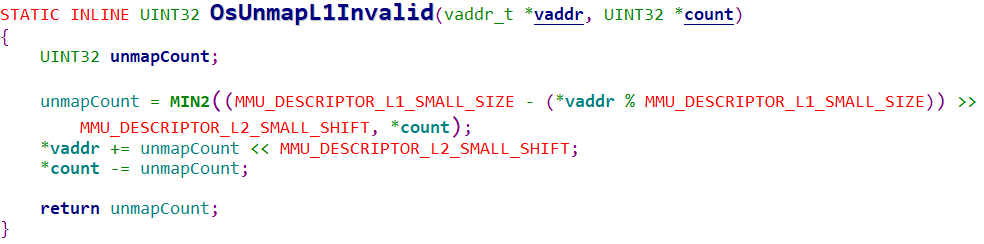 STATIC INLINE UINT32 OsUnmapL1Invalid(vaddr_t *vaddr, UINT32 *count)
{
    UINT32 unmapCount;

    unmapCount = MIN2((MMU_DESCRIPTOR_L1_SMALL_SIZE - (*vaddr % MMU_DESCRIPTOR_L1_SMALL_SIZE)) >>
        MMU_DESCRIPTOR_L2_SMALL_SHIFT, *count);
    *vaddr += unmapCount << MMU_DESCRIPTOR_L2_SMALL_SHIFT;
    *count -= unmapCount;

    return unmapCount;
}